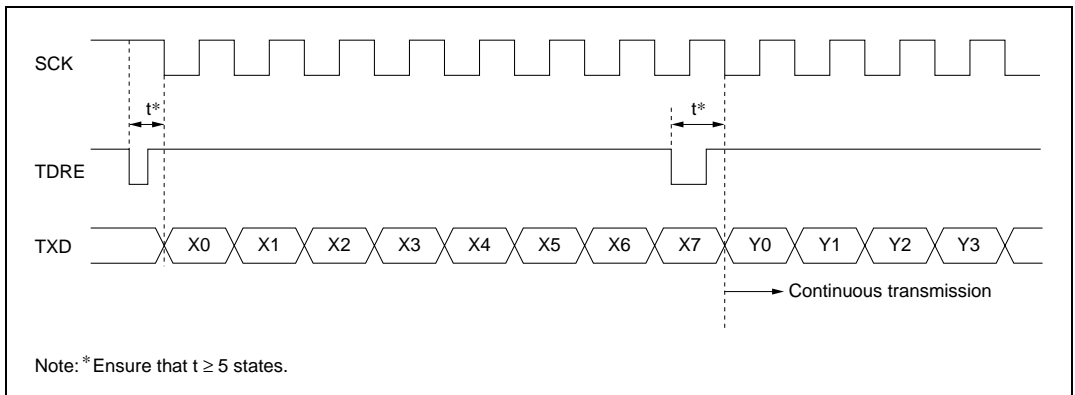 SCK
t*
t*
TDRE
TXD
X0 X1 X2 X3 X4 X5 X6 X7 Y0 Y1 Y2 Y3
Continuous transmission
Note: * Ensure that t ≥ 5 states.